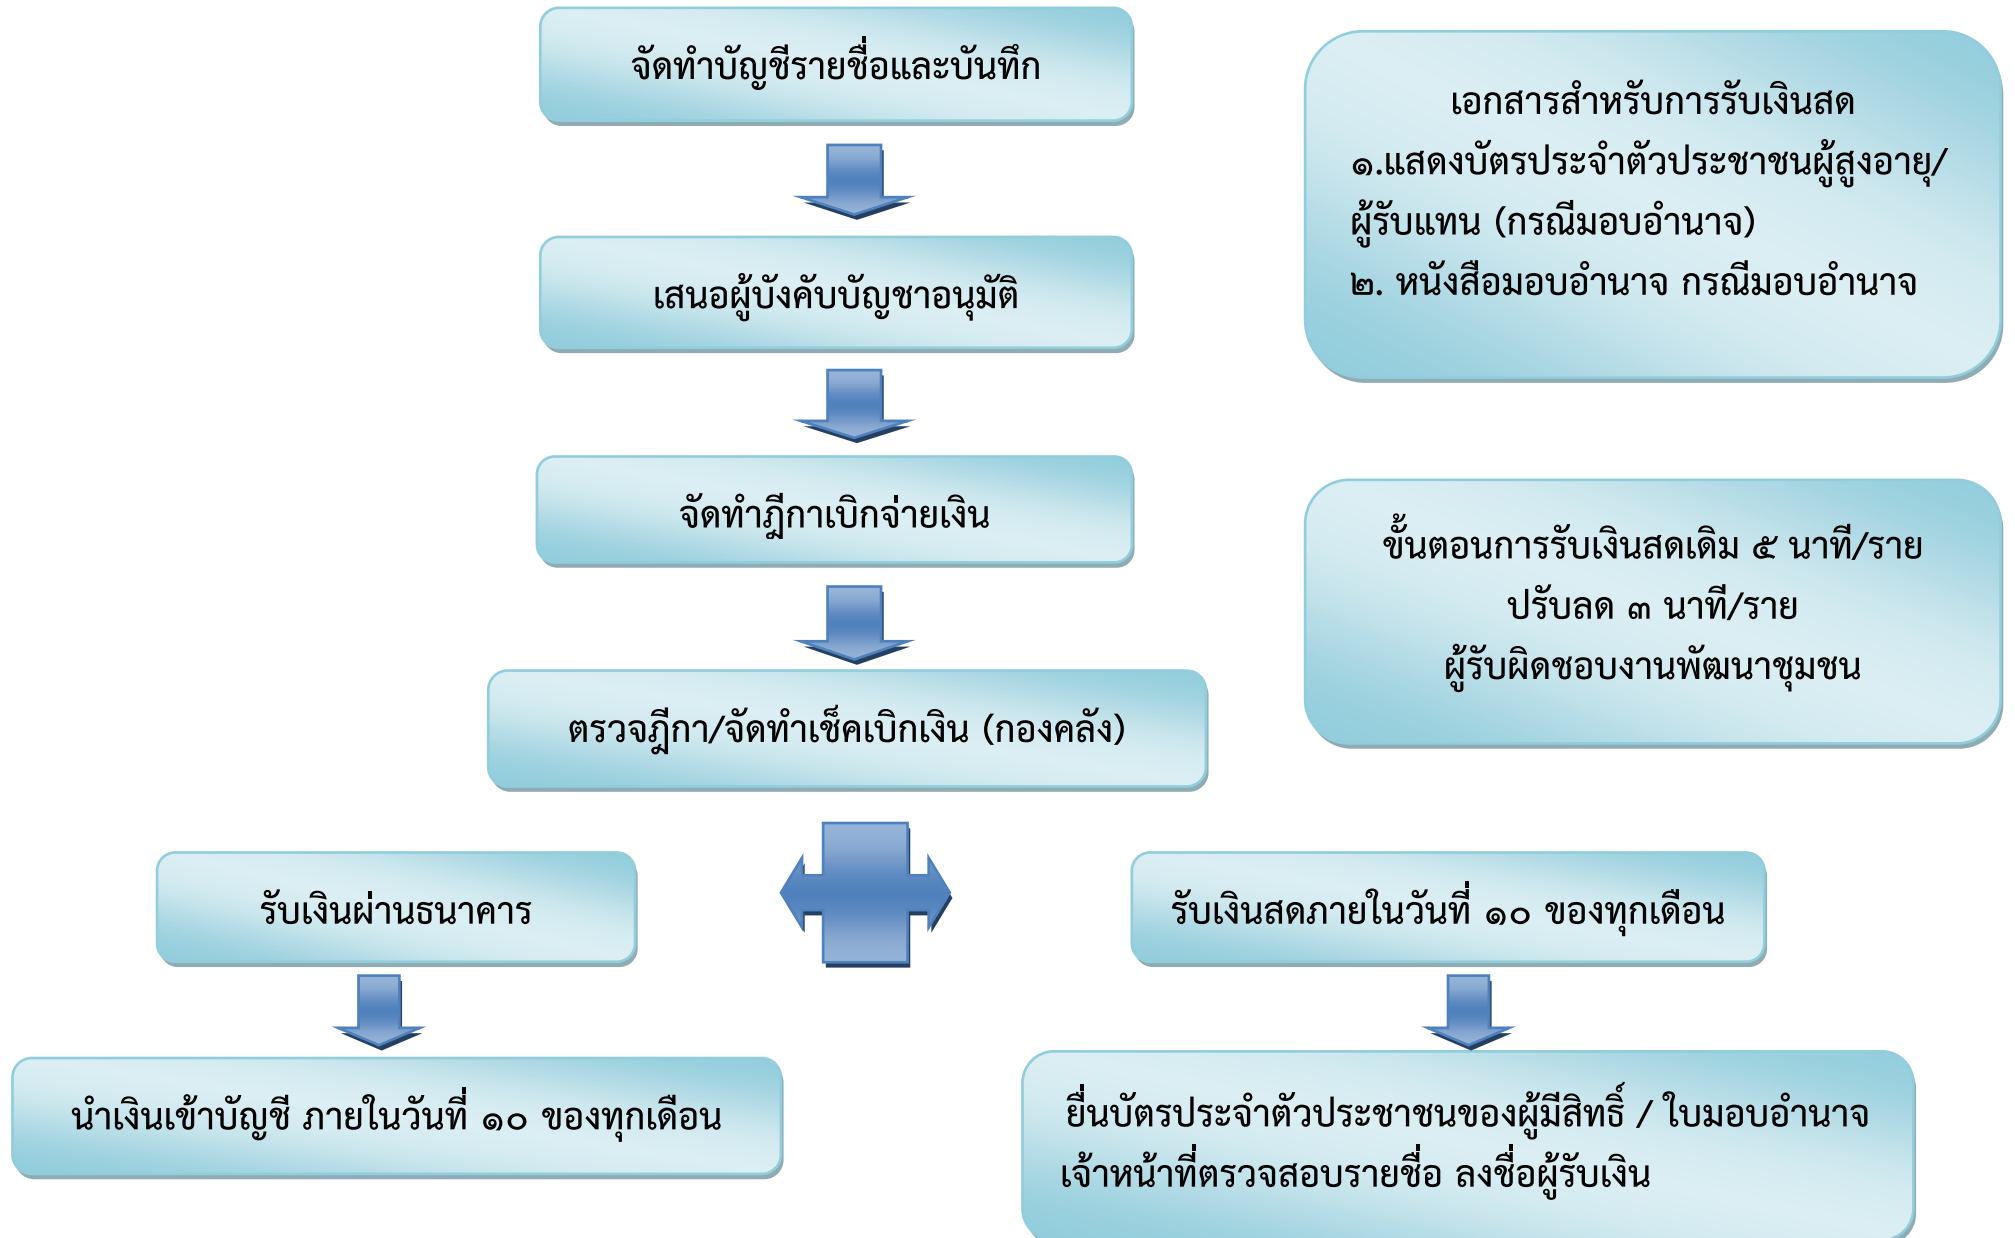 จัดทำบัญชีรายชื่อและบันทึก
เสนอผู้บังคับบัญชาอนุมัติ
จัดทำฎีกาเบิกจ่ายเงิน
ตรวจฎีกา/จัดทำเช็คเบิกเงิน (กองคลัง)
รับเงินผ่านธนาคาร
นำเงินเข้าบัญชี ภายในวันที่ ๑๐ ของทุกเดือน
รับเงินสดภายในวันที่ ๑๐ ของทุกเดือน
ยื่นบัตรประจำตัวประชาชนของผู้มีสิทธิ์ / ใบมอบอำนาจ
เจ้าหน้าที่ตรวจสอบรายชื่อ ลงชื่อผู้รับเงิน
เอกสารสำหรับการรับเงินสด
๑.แสดงบัตรประจำตัวประชาชนผู้สูงอายุ/
ผู้รับแทน (กรณีมอบอำนาจ)
๒. หนังสือมอบอำนาจ กรณีมอบอำนาจ
ขั้นตอนการรับเงินสดเดิม ๕ นาที/ราย
ปรับลด ๓ นาที/ราย
ผู้รับผิดชอบงานพัฒนาชุมชน